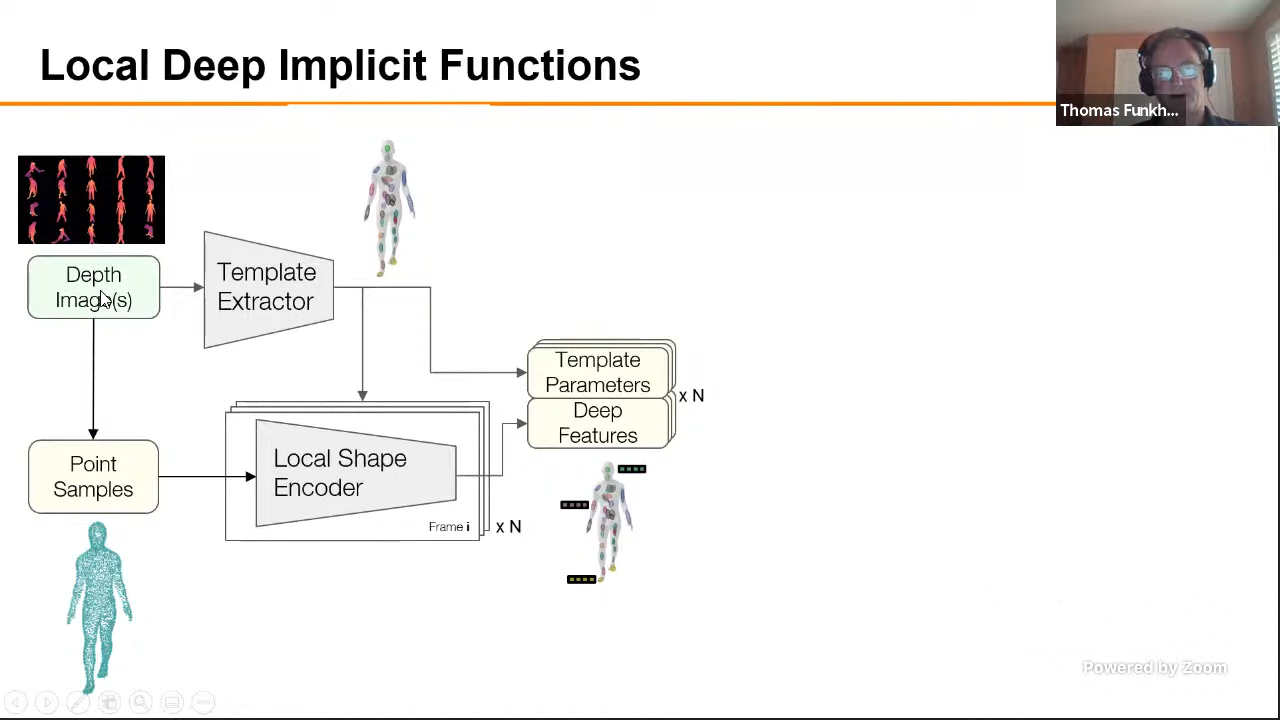 Local Deep Implicit Functions
Thomas Funkh...
Depth
Image(s)
Template
Extractor
Template
Parameters
x N
Deep
Features
Point
Samples
Local Shape
Encoder
Frame i
x N
Powered by Zoom